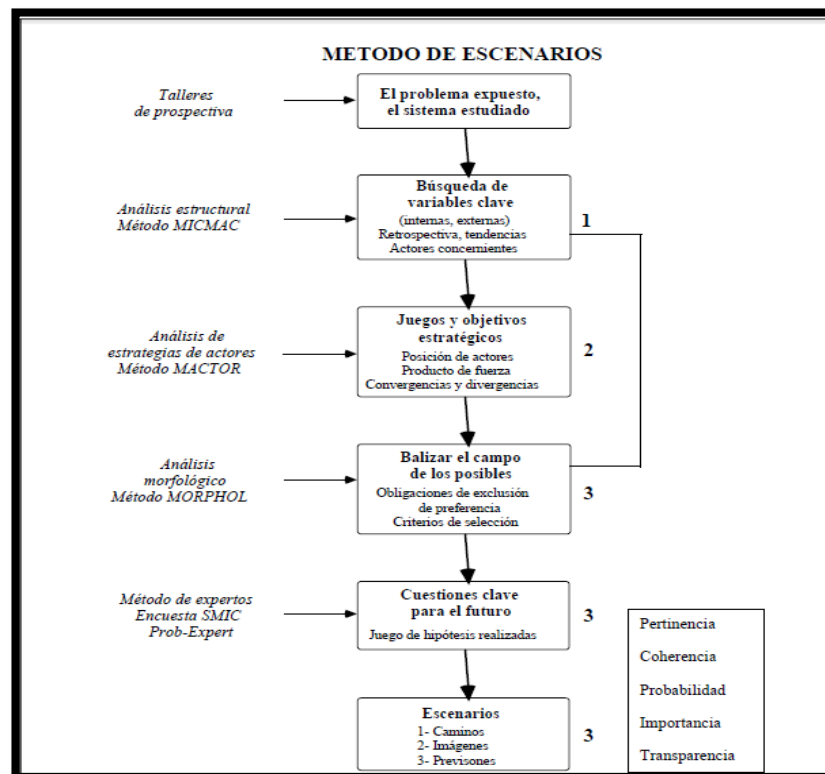 METODO DE ESCENARIOS
Talleres
de prospectiva
El problema expuesto,
el sistema estudiado
Análisis estructural
Método MICMAC
Búsqueda de
variables clave
(internas, externas)
Retrospectiva, tendencias
Actores concernientes
1
Análisis de
estrategias de actores
Método MACTOR
Juegos y objetivos
estratégicos
Posición de actores
Producto de fuerza
Convergencias y divergencias
2
Análisis
morfológico
Método MORPHOL
Balizar el campo
de los posibles
Obligaciones de exclusión
de preferencia
Criterios de selección
3
Método de expertos
Encuesta SMIC
Prob-Expert
Cuestiones clave
para el futuro
Juego de hipótesis realizadas
3
Escenarios
1- Caminos
2- Imágenes
3- Previsones
3
Pertinencia
Coherencia
Probabilidad
Importancia
Transparencia